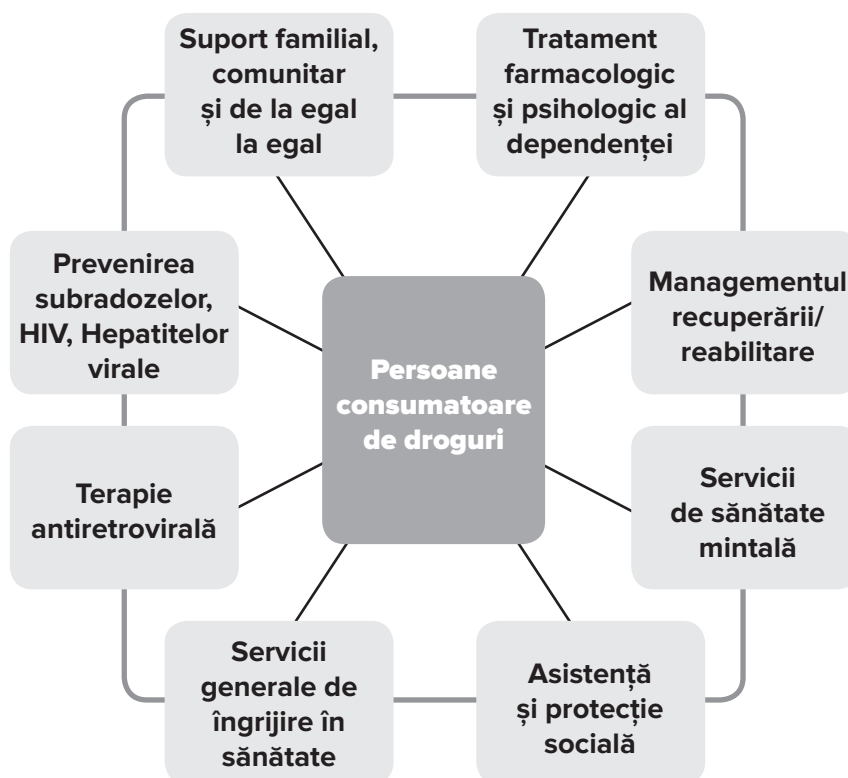 Suport familial,
comunitar
și de la egal
la egal
Tratament
farmacologic
și psihologic al
dependenței
Prevenirea
subradozelor,
HIV, Hepatitelor
virale
Managementul
recuperării/
reabilitare
Persoane
consumatoare
de droguri
Terapie
antiretrovirală
Servicii
de sănătate
mintală
Servicii
generale de
îngrijire în
sănătate
Asistență
și protecție
socială